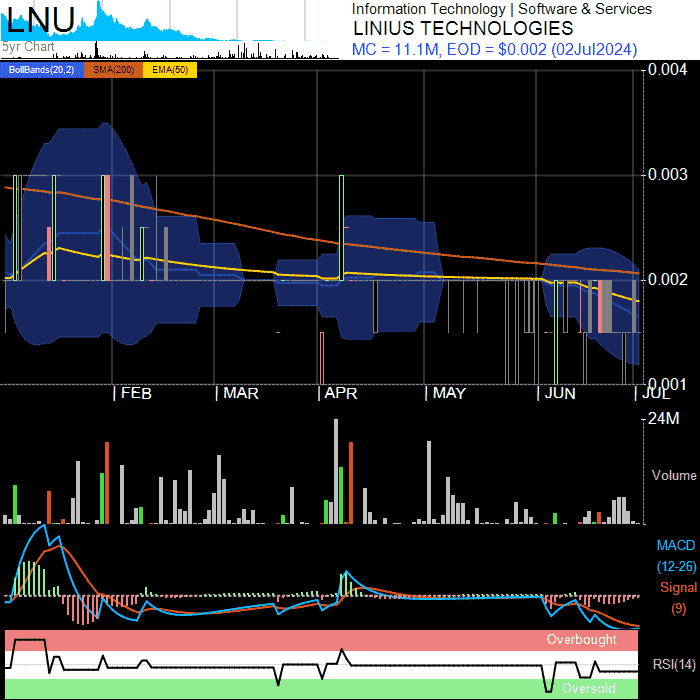 LNU
5yr Chart
Information Technology | Software & Services
LINIUS TECHNOLOGIES
MC = 11.1M, EOD = $0.002 (02Jul2024)
BollBands(20,2) SMA(200) EMA(50)
0.004
0.003
0.002
0.001
FEB MAR APR MAY JUN JUL
24M
Volume
MACD
(12-26)
Signal
(9)
Overbought
RSI(14)
Oversold